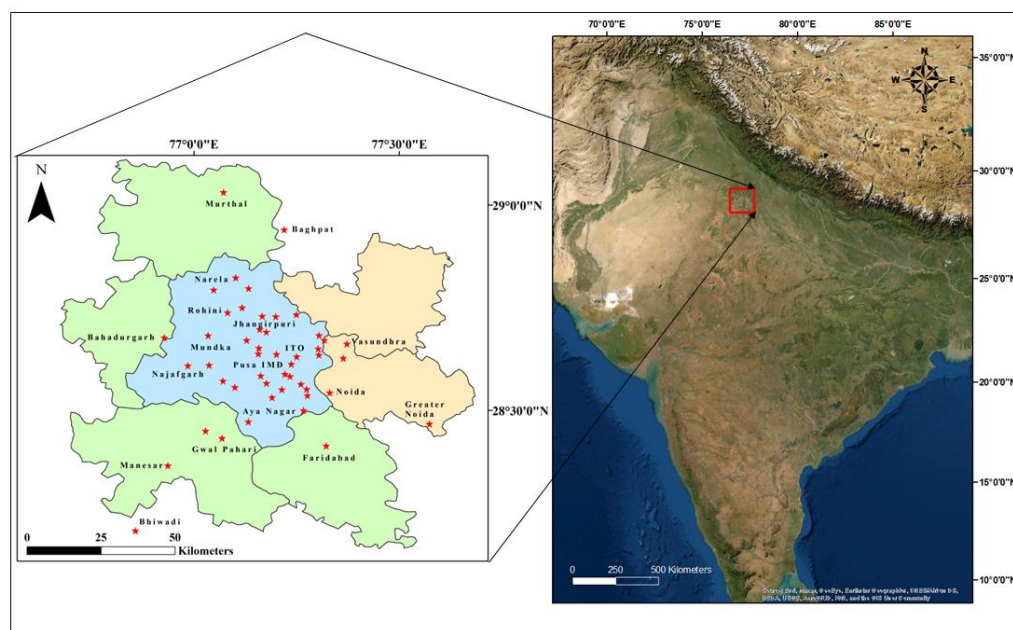 70°0'0"E 75°0'0"E 80°0'0"E 85°0'0"E
35°0'0"N
N
W E
S
30°0'0"N
25°0'0"N
20°0'0"N
15°0'0"N
10°0'0"N
0 250 500 Kilometers
77°0'0"E 77°30'0"E
N
29°0'0"N
28°30'0"N
Murthal
Baghpat
Narela
Rohini
Jhangirpuri
Bahadurgarh
Mundka
ITO
Vasundhra
Pusa IMD
Najafgarh
Noida
Aya Nagar
Greater
Noida
Gwal Pahari
Faridabad
Manesar
Bhiwadi
0 25 50
Kilometers